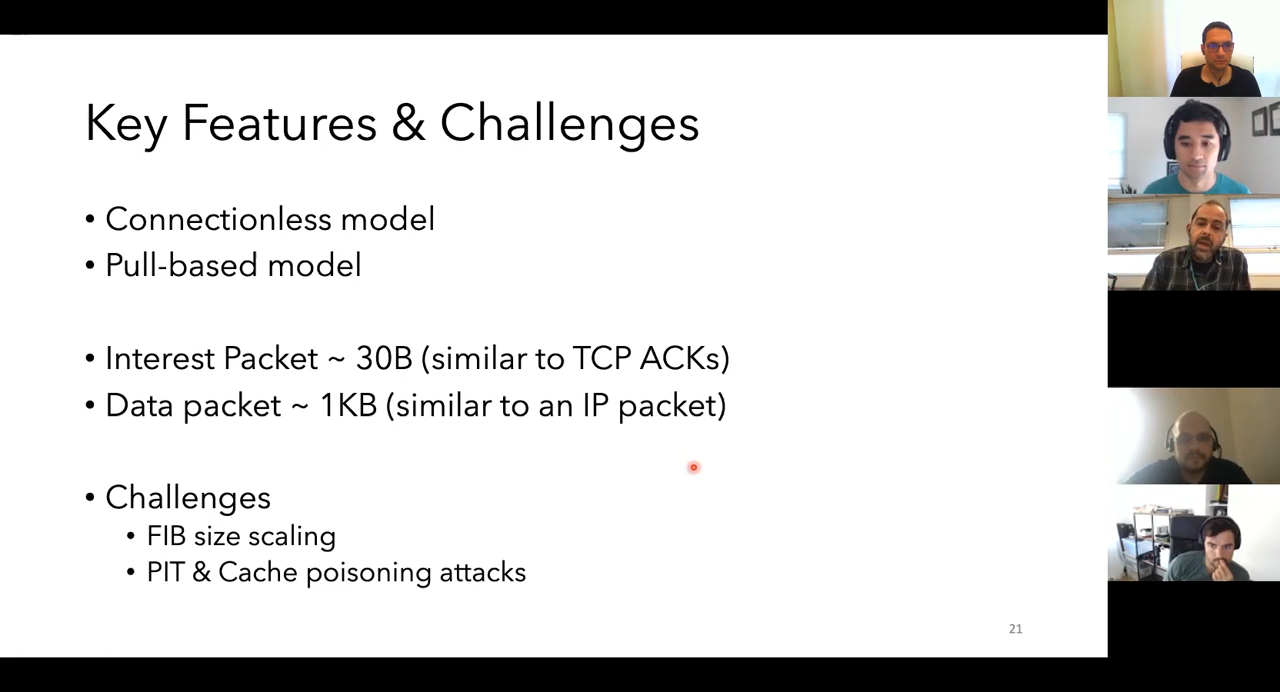 Key Features & Challenges
• Connectionless model
• Pull-based model
• Interest Packet ~ 30B (similar to TCP ACKs)
• Data packet ~ 1KB (similar to an IP packet)
• Challenges
• FIB size scaling
• PIT & Cache poisoning attacks
21